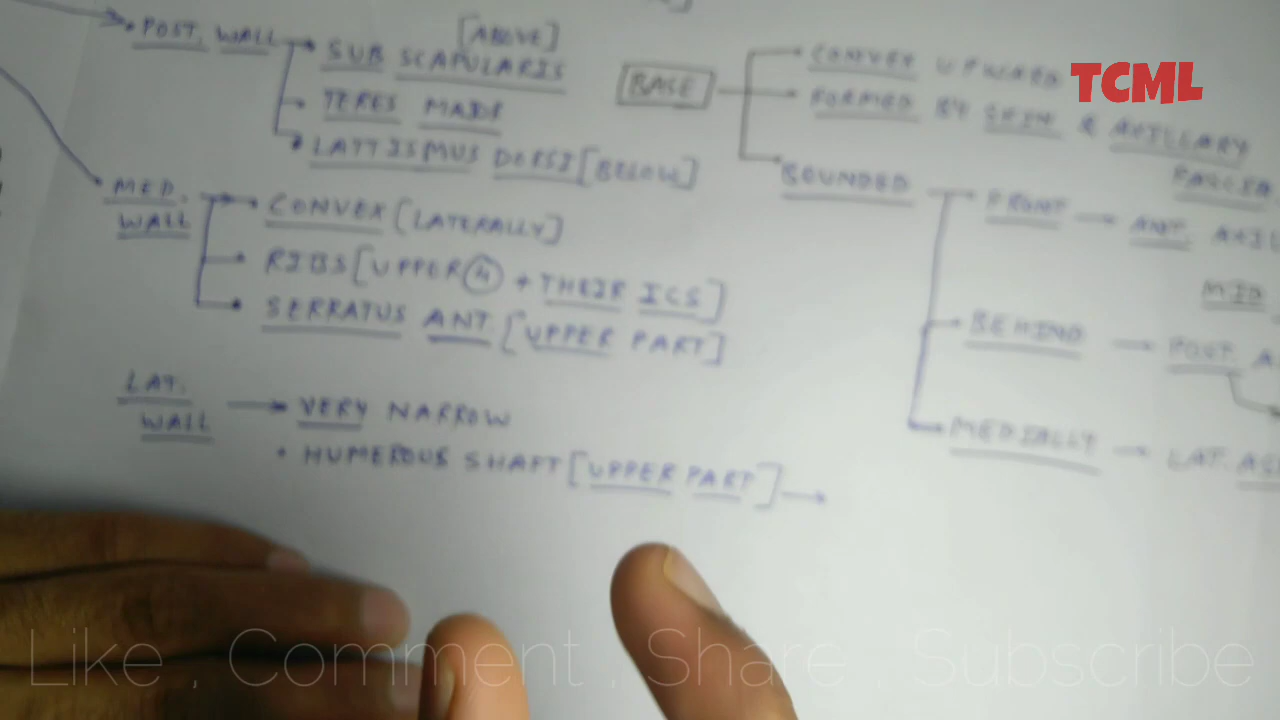 POST. WALL
[ABOVE]
SUB SCAPULARIS
TERES MAJOR
LATTISMUS DORSI [BELOW]
MED. WALL
CONVEX [LATERALLY]
RIBS [UPPER 4 + THEIR ICS]
SERRATUS ANT. [UPPER PART]
LAT. WALL
VERY NARROW
HUMEROUS SHAFT [UPPER PART]
BASE
CONVEX UPWARD
FORMED BY SKIN & AXILLARY
FASCIA
BOUNDED
FRONT
ANT. AXIL
MID
BEHIND
POST. A
MEDIALLY
LAT. AS
TCML
Like , Comment , Share , Subscribe